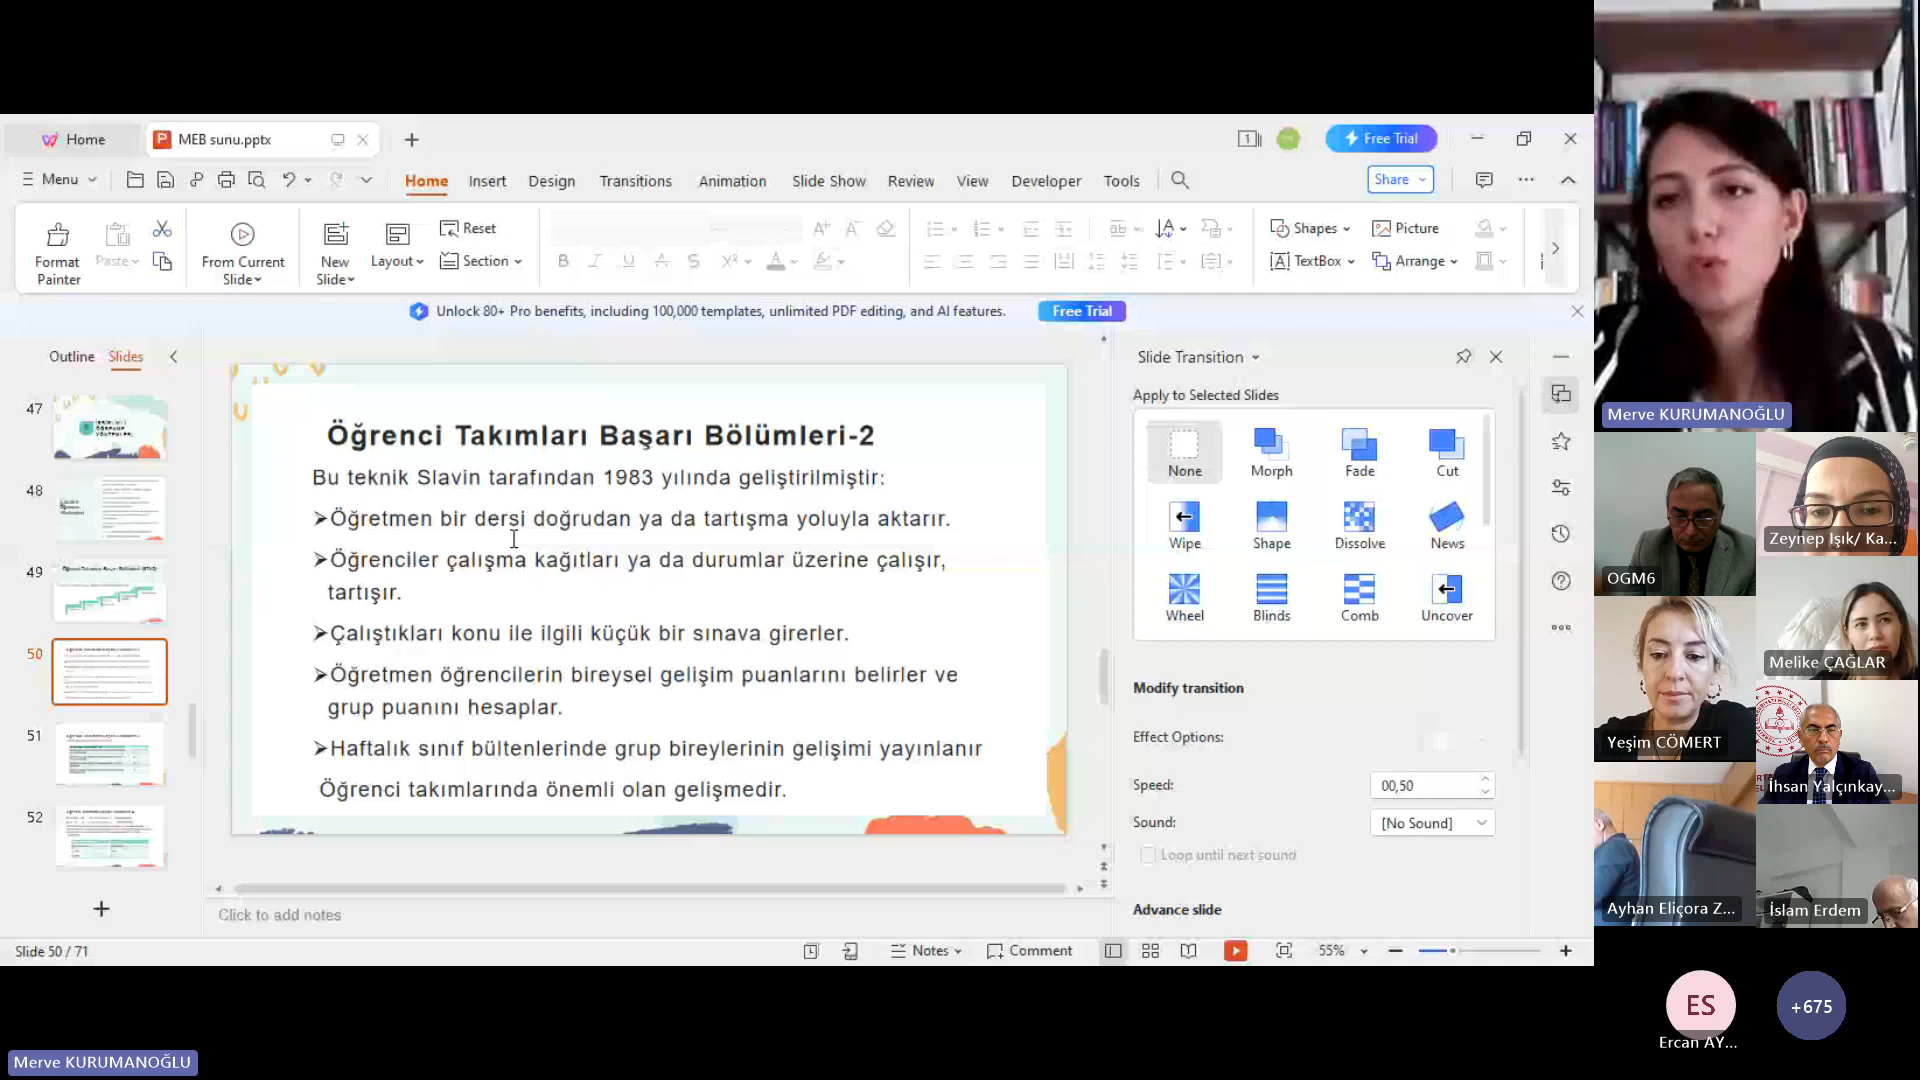 Home
MEB sunu.pptx
Free Trial
Menu
Home
Insert
Design
Transitions
Animation
Slide Show
Review
View
Developer
Tools
Share
Format Painter
Paste
From Current Slide
New Slide
Layout
Reset
Section
Shapes
Picture
TextBox
Arrange
Unlock 80+ Pro benefits, including 100,000 templates, unlimited PDF editing, and AI features.
Free Trial
Outline
Slides
47
48
49
50
51
52
Öğrenci Takımları Başarı Bölümleri-2
Bu teknik Slavin tarafından 1983 yılında geliştirilmiştir:
➢Öğretmen bir dersi doğrudan ya da tartışma yoluyla aktarır.
➢Öğrenciler çalışma kağıtları ya da durumlar üzerine çalışır,
tartışır.
➢Çalıştıkları konu ile ilgili küçük bir sınava girerler.
➢Öğretmen öğrencilerin bireysel gelişim puanlarını belirler ve
grup puanını hesaplar.
➢Haftalık sınıf bültenlerinde grup bireylerinin gelişimi yayınlanır
Öğrenci takımlarında önemli olan gelişmedir.
Click to add notes
Slide Transition
Apply to Selected Slides
None
Morph
Fade
Cut
Wipe
Shape
Dissolve
News
Wheel
Blinds
Comb
Uncover
Modify transition
Effect Options:
Speed:
00,50
Sound:
[No Sound]
Loop until next sound
Advance slide
Slide 50 / 71
Notes
Comment
55%
Merve KURUMANOĞLU
OGM6
Zeynep Işık/ Ka...
Yeşim CÖMERT
Melike ÇAĞLAR
İhsan Yalçınkay...
Ayhan Eliçora Z...
İslam Erdem
ES
Ercan AY...
+675
Merve KURUMANOĞLU